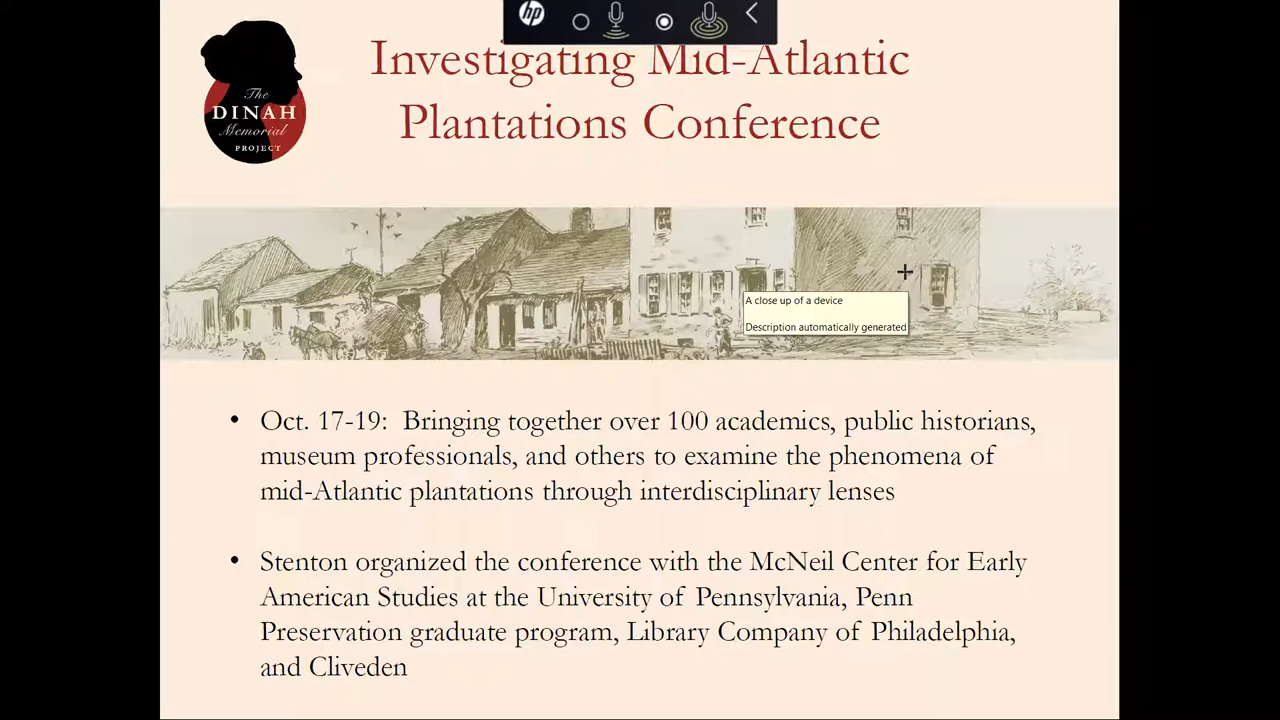 hp
Investigating Mid-Atlantic
Plantations Conference
The
DINAH
Memorial
PROJECT
A close up of a device
Description automatically generated
• Oct. 17-19:  Bringing together over 100 academics, public historians,
museum professionals, and others to examine the phenomena of
mid-Atlantic plantations through interdisciplinary lenses
• Stenton organized the conference with the McNeil Center for Early
American Studies at the University of Pennsylvania, Penn
Preservation graduate program, Library Company of Philadelphia,
and Cliveden